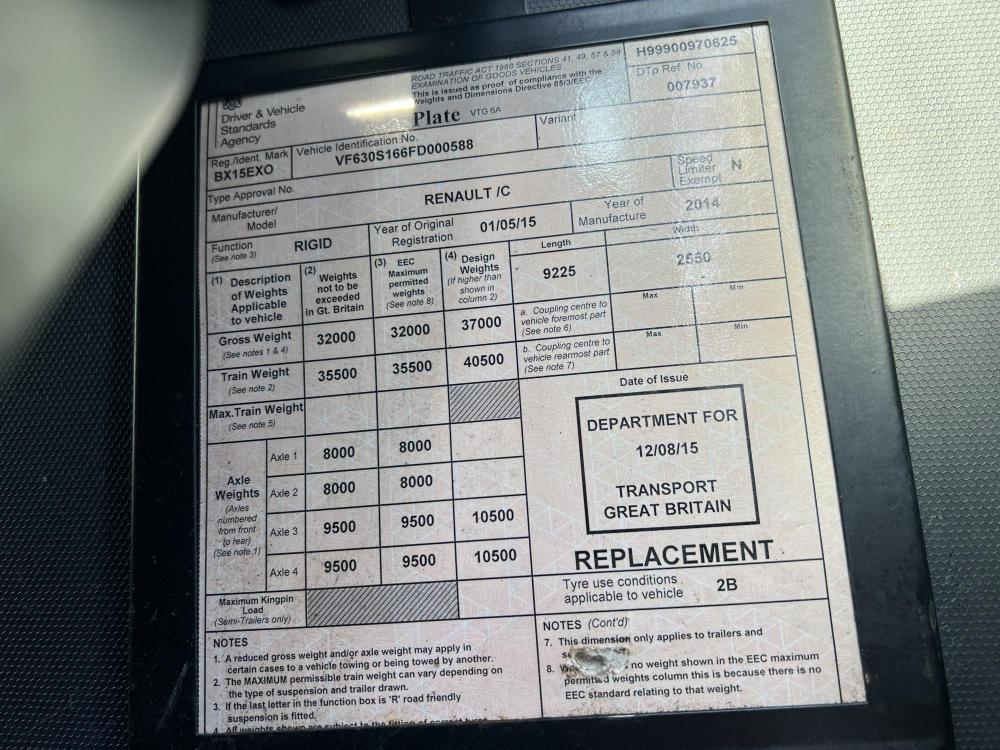 ROAD TRAFFIC ACT 1988 SECTIONS 41, 49, 57 & 58
EXAMINATION OF GOODS VEHICLES
This is issued as proof of compliance with the
Weights and Dimensions Directive 85/3/EEC
H99900970625
DTp Ref. No.
007937
Driver & Vehicle
Standards
Agency
Plate VTG 6A
Reg./Ident. Mark
BX15EXO
Vehicle Identification No.
VF630S166FD000588
Variant
Type Approval No.
Speed
Limiter
Exempt
N
Manufacturer/
Model
RENAULT /C
Function
(See note 3)
RIGID
Year of Original
Registration
01/05/15
Year of
Manufacture
2014
(1) Description
of Weights
Applicable
to vehicle
(2) Weights
not to be
exceeded
in Gt. Britain
(3) EEC
Maximum
permitted
weights
(See note 8)
(4) Design
Weights
(If higher than
shown in
column 2)
Length
9225
Width
2550
Gross Weight
(See notes 1 & 4)
32000
32000
37000
a. Coupling centre to
vehicle foremost part
(See note 6)
Max
Min
Train Weight
(See note 2)
35500
35500
40500
b. Coupling centre to
vehicle rearmost part
(See note 7)
Max
Min
Max.Train Weight
(See note 5)
Axle
Weights
(Axles
numbered
from front
to rear)
(See note 1)
Axle 1
8000
8000
Axle 2
8000
8000
Axle 3
9500
9500
10500
Axle 4
9500
9500
10500
Maximum Kingpin
Load
(Semi-Trailers only)
Date of Issue
DEPARTMENT FOR
12/08/15
TRANSPORT
GREAT BRITAIN
REPLACEMENT
Tyre use conditions
applicable to vehicle
2B
NOTES
1. A reduced gross weight and/or axle weight may apply in
certain cases to a vehicle towing or being towed by another.
2. The MAXIMUM permissible train weight can vary depending on
the type of suspension and trailer drawn.
3. If the last letter in the function box is 'R' road friendly
suspension is fitted.
4. All weights shown are subject to the fitting of correct tyres.
NOTES (Cont'd)
7. This dimension only applies to trailers and
8. no weight shown in the EEC maximum
permitted weights column this is because there is no
EEC standard relating to that weight.